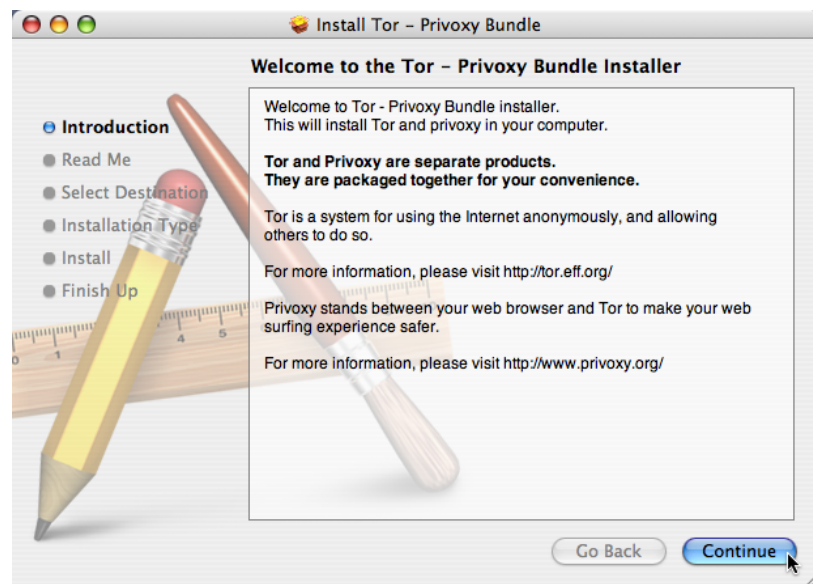 Install Tor – Privoxy Bundle
Welcome to the Tor – Privoxy Bundle Installer
Introduction
Read Me
Select Destination
Installation Type
Install
Finish Up
Welcome to Tor - Privoxy Bundle installer.
This will install Tor and privoxy in your computer.
Tor and Privoxy are separate products.
They are packaged together for your convenience.
Tor is a system for using the Internet anonymously, and allowing
others to do so.
For more information, please visit http://tor.eff.org/
Privoxy stands between your web browser and Tor to make your web
surfing experience safer.
For more information, please visit http://www.privoxy.org/
0 1 4 5
Go Back
Continue